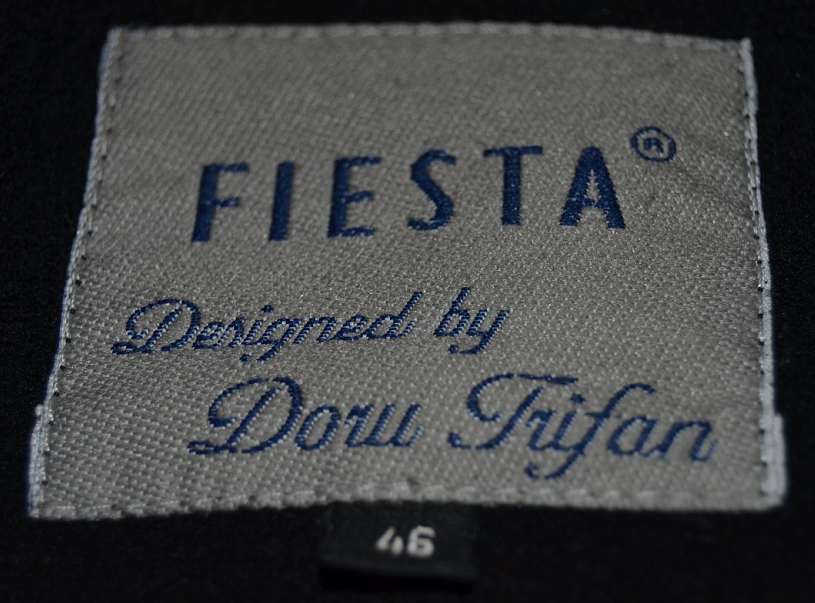 FIESTA®
Designed by
Doru Trifan
46